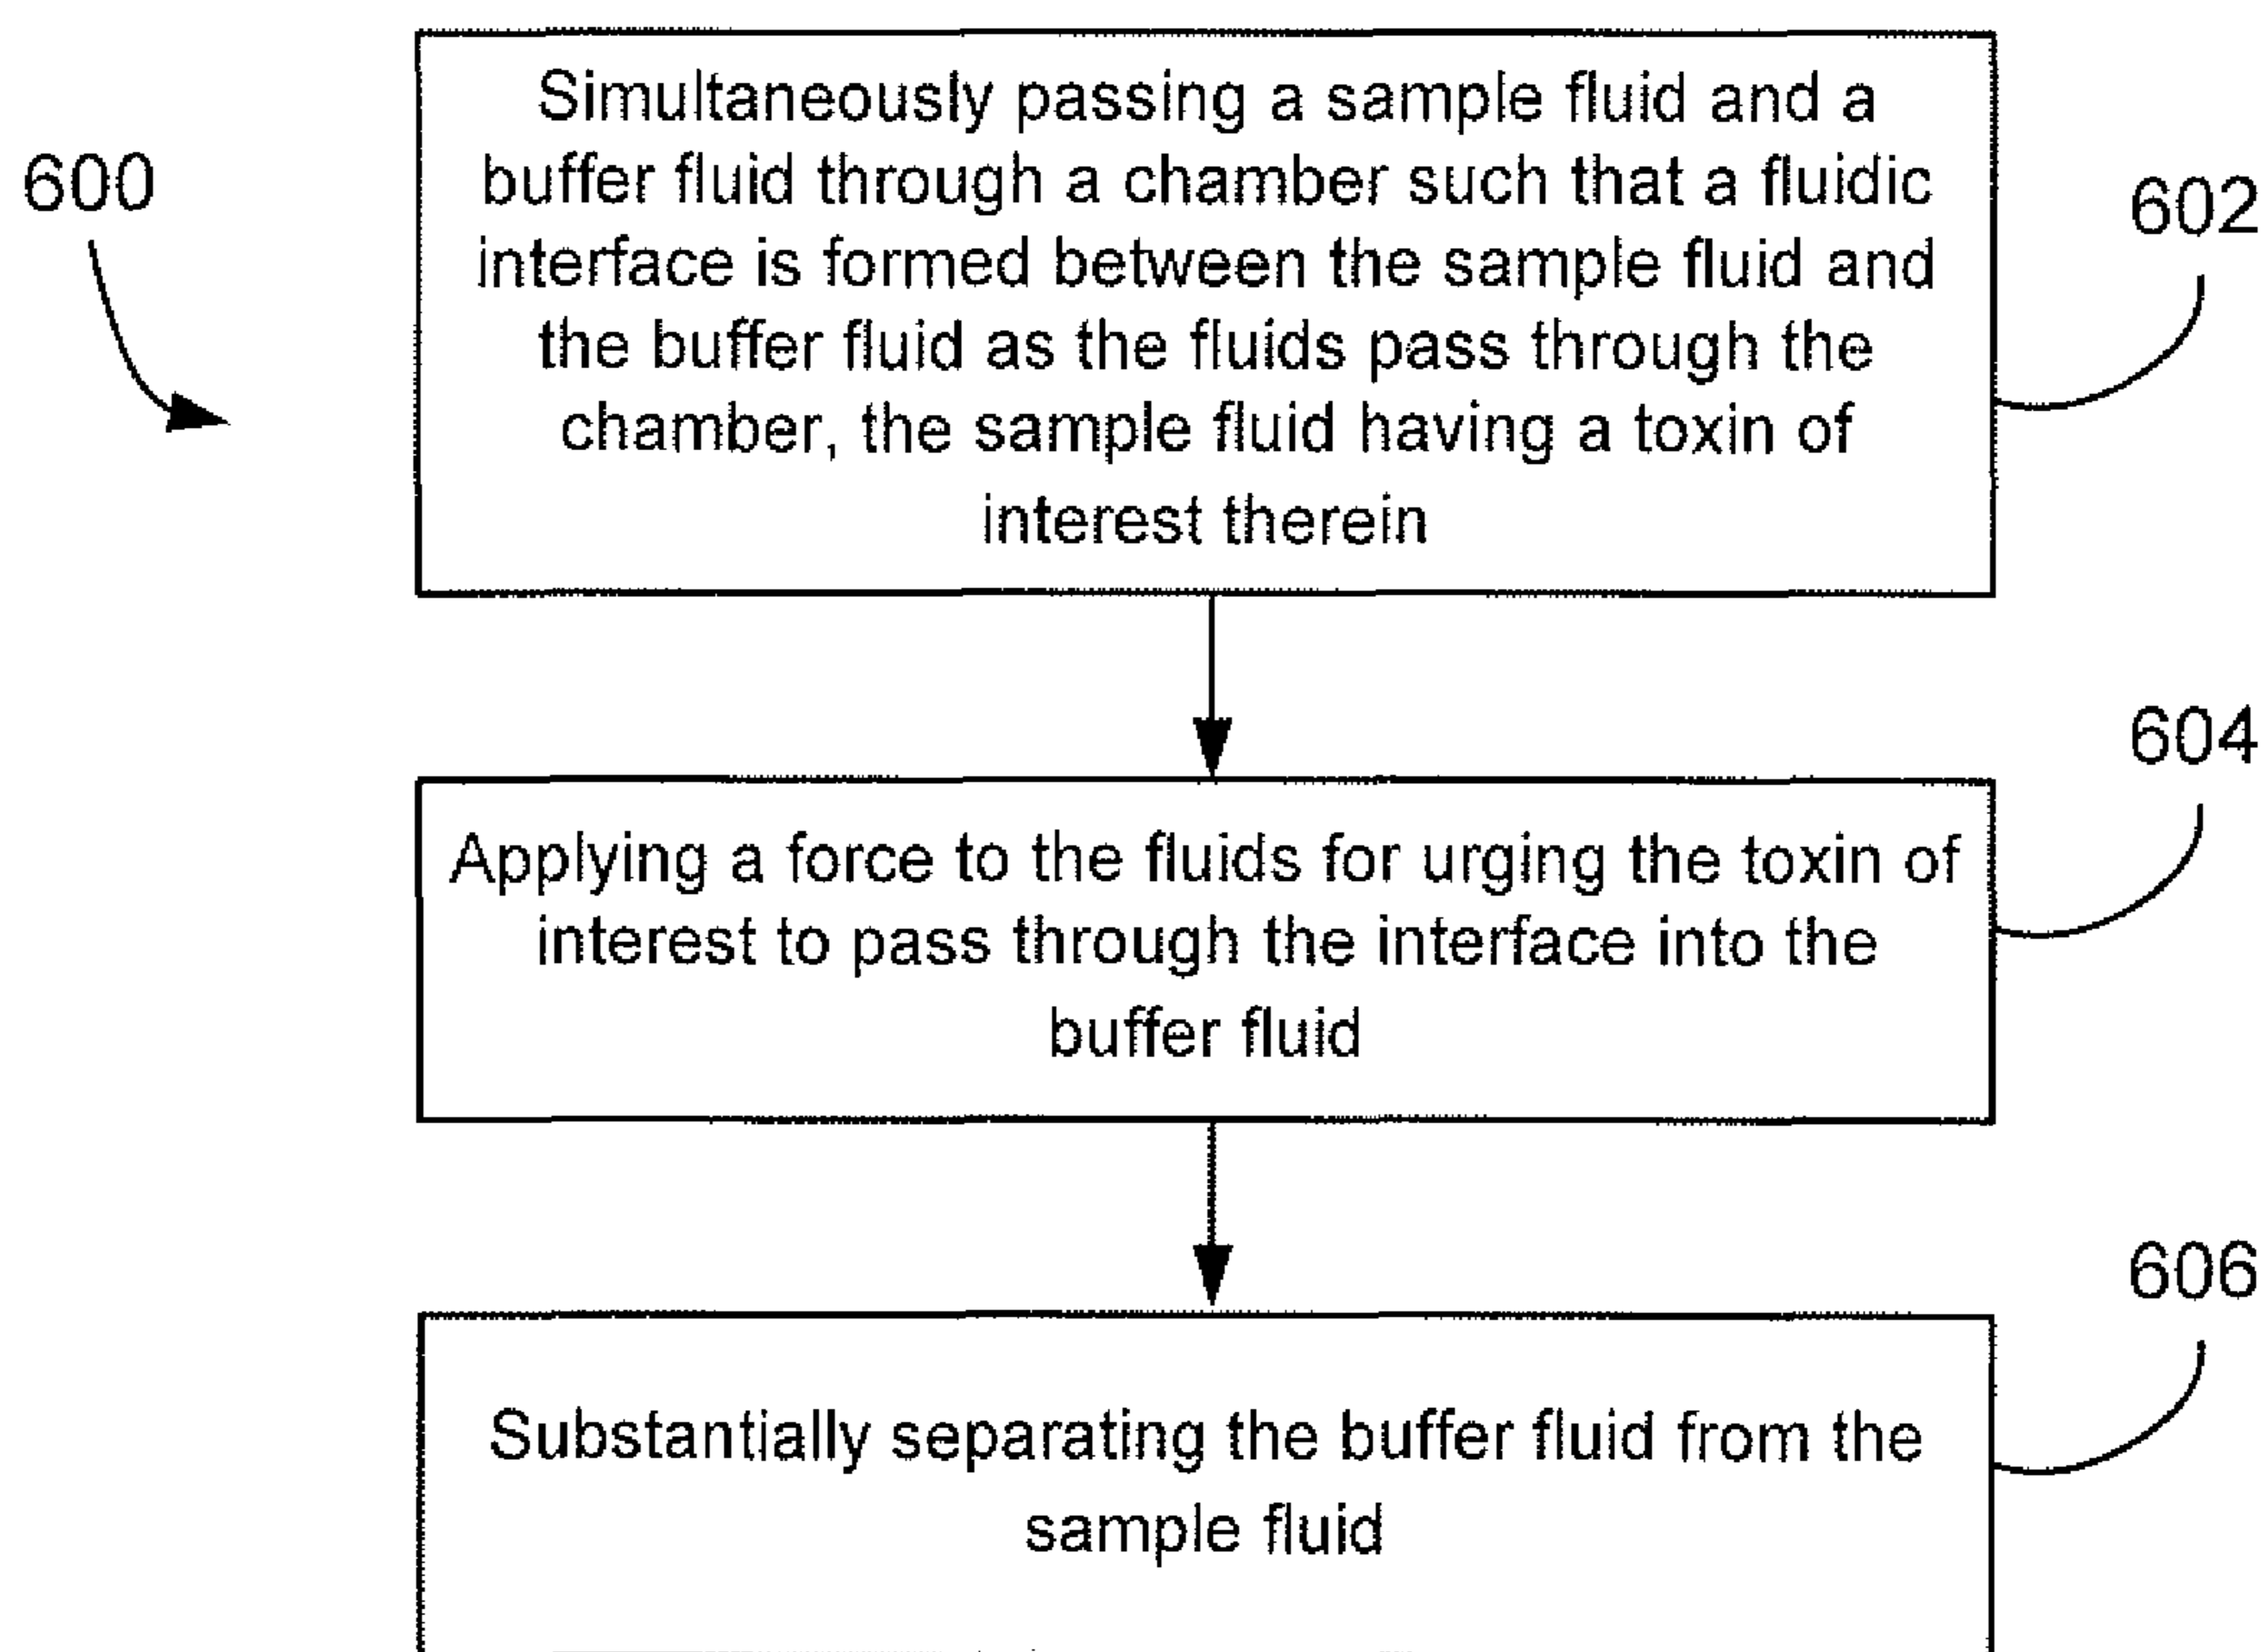 600
Simultaneously passing a sample fluid and a
buffer fluid through a chamber such that a fluidic
interface is formed between the sample fluid and
the buffer fluid as the fluids pass through the
chamber, the sample fluid having a toxin of
interest therein
602
Applying a force to the fluids for urging the toxin of
interest to pass through the interface into the
buffer fluid
604
Substantially separating the buffer fluid from the
sample fluid
606